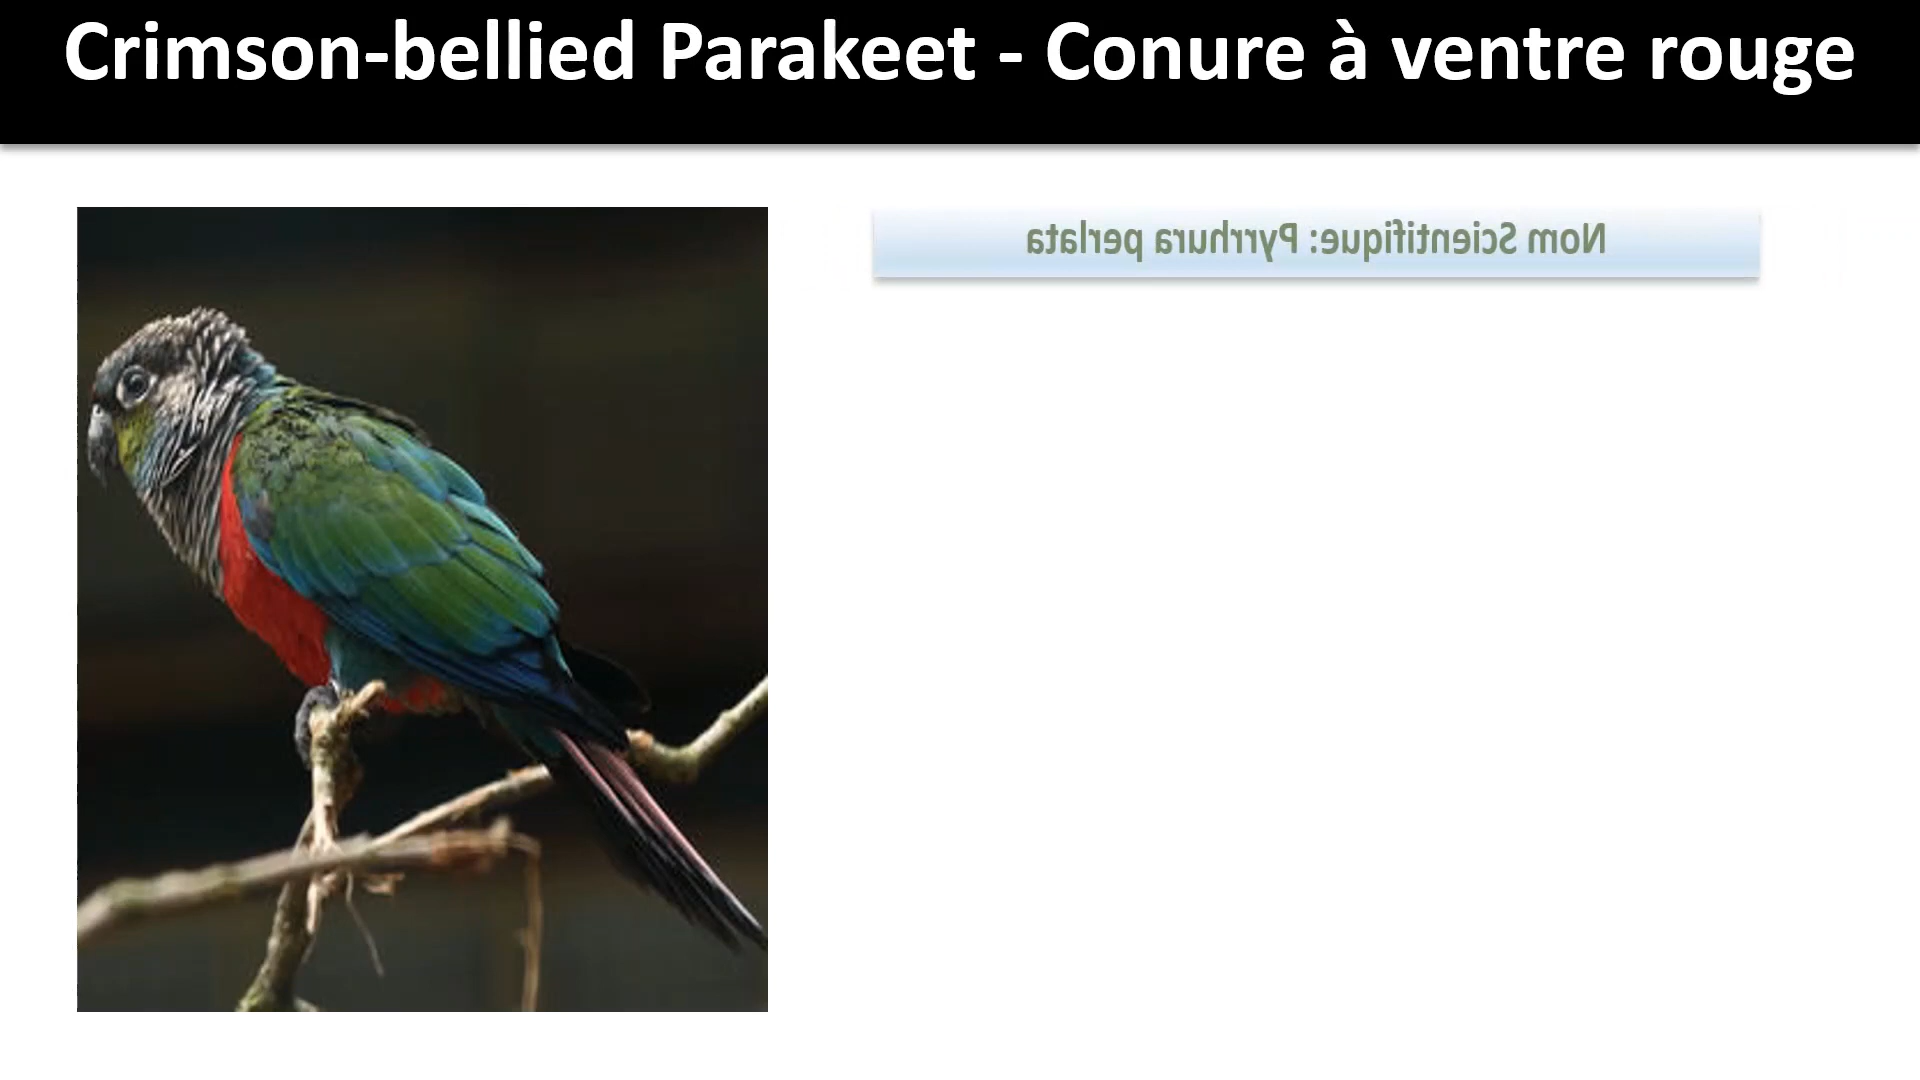 Crimson-bellied Parakeet - Conure à ventre rouge
Nom Scientifique: Pyrrhura perlata